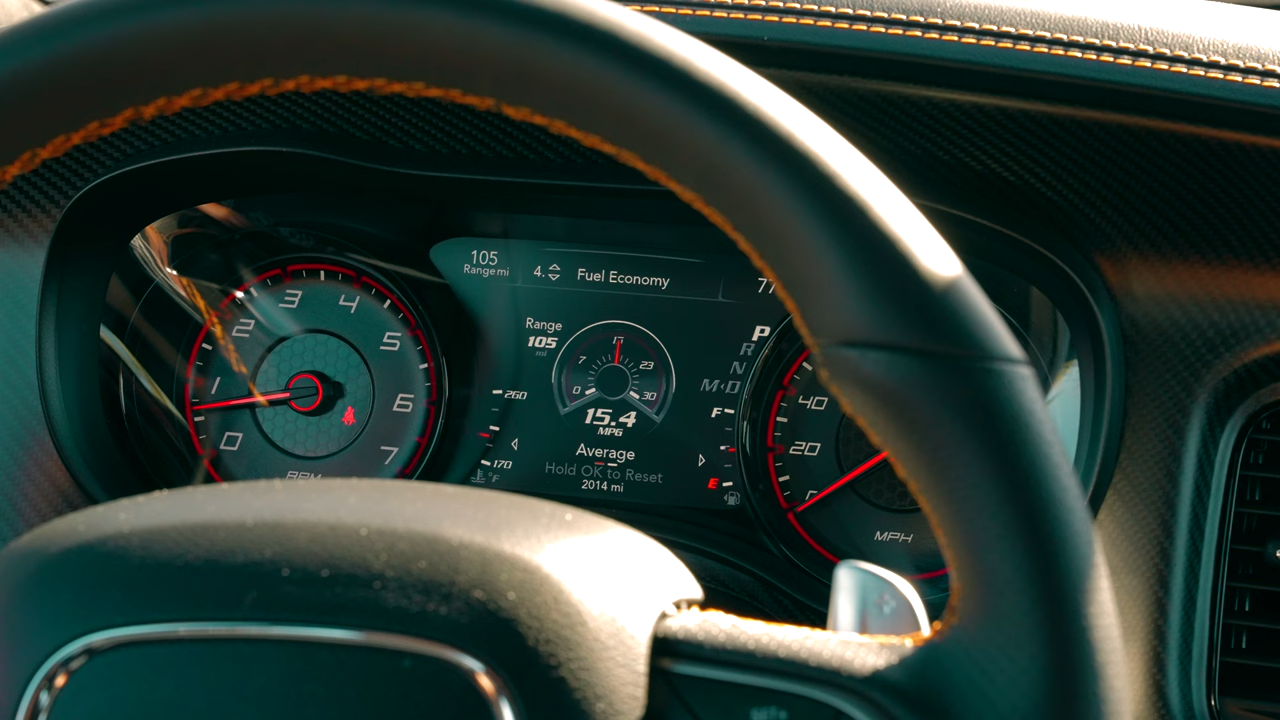 105
Range mi
4.
Fuel Economy
77
Range
105
mi
0
7
15
23
30
15.4
MPG
Average
Hold OK to Reset
2014 mi
260
170
°F
P
R
N
M D
F
E
0
1
2
3
4
5
6
7
RPM
40
20
0
MPH